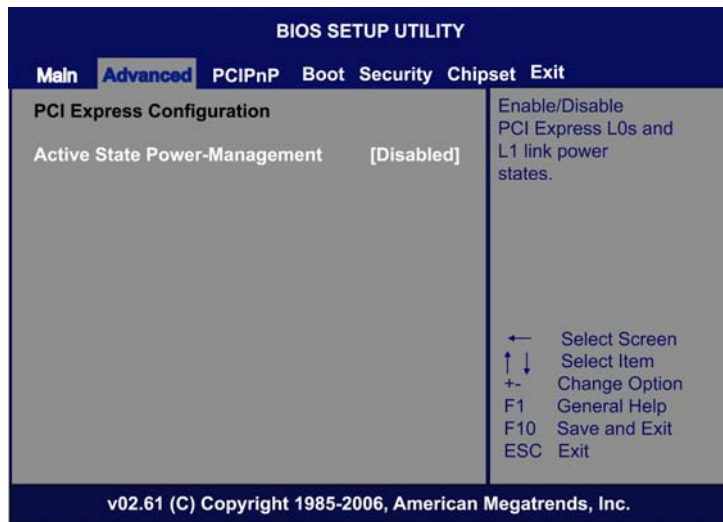 BIOS SETUP UTILITY
Main Advanced PCIPnP Boot Security Chipset Exit
PCI Express Configuration
Active State Power-Management [Disabled]
Enable/Disable
PCI Express L0s and
L1 link power
states.
← Select Screen
↑ ↓ Select Item
+- Change Option
F1 General Help
F10 Save and Exit
ESC Exit
v02.61 (C) Copyright 1985-2006, American Megatrends, Inc.